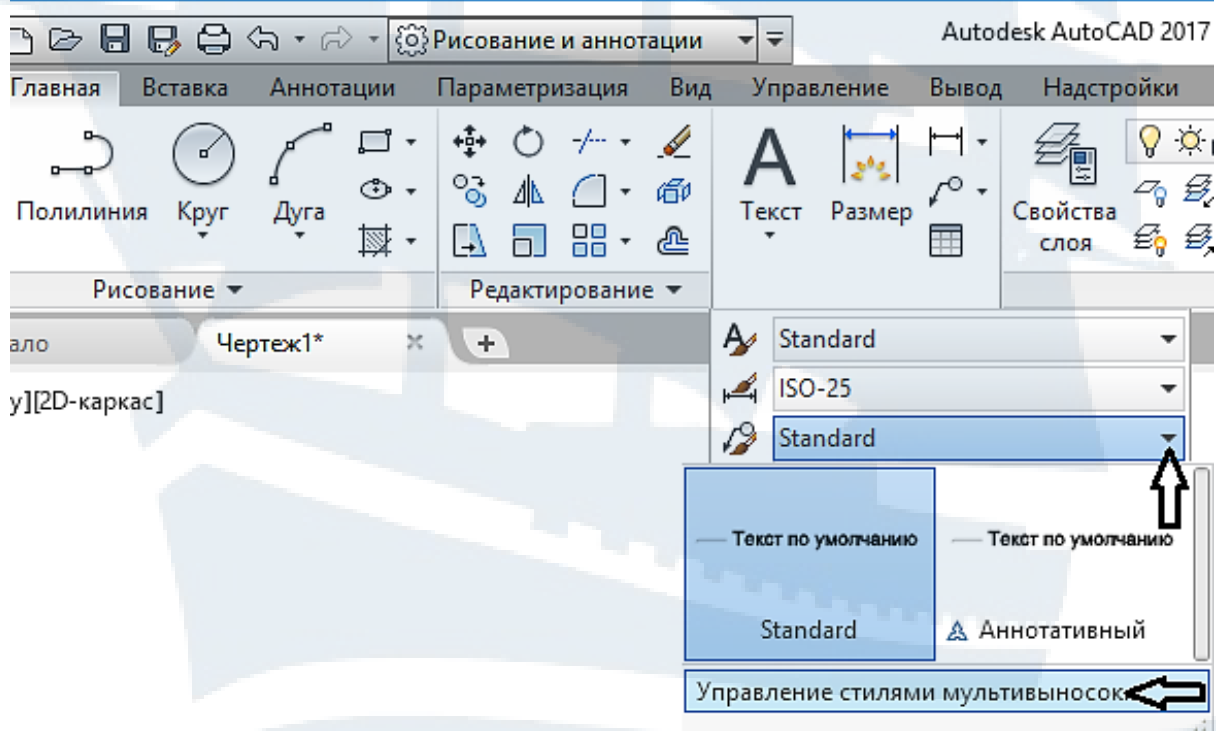 Рисование и аннотации
Autodesk AutoCAD 2017
Главная Вставка Аннотации Параметризация Вид Управление Вывод Надстройки
Полилиния Круг Дуга Текст Размер Свойства слоя
Рисование Редактирование
ало Чертеж1*
у][2D-каркас]
Standard
ISO-25
Standard
Текст по умолчанию Текст по умолчанию
Standard Аннотативный
Управление стилями мультивыносок